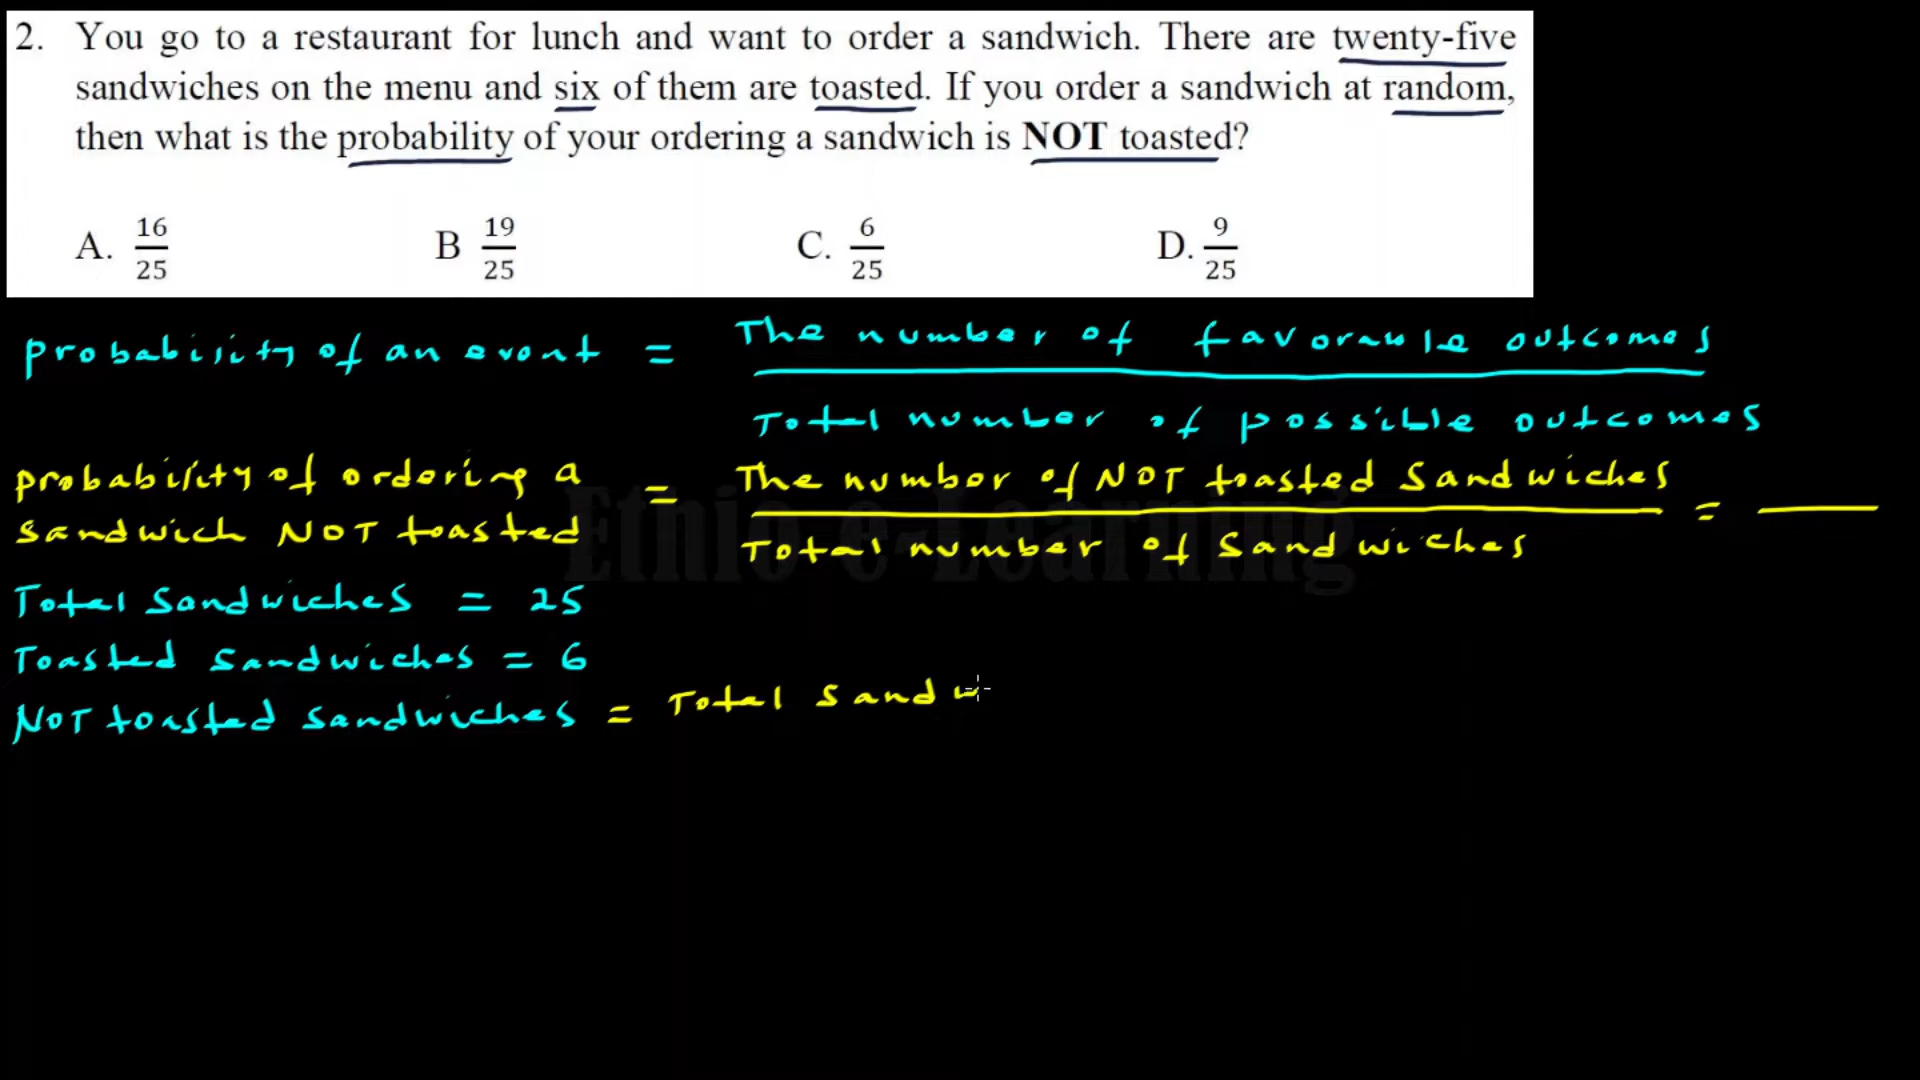 2. You go to a restaurant for lunch and want to order a sandwich. There are twenty-five
sandwiches on the menu and six of them are toasted. If you order a sandwich at random,
then what is the probability of your ordering a sandwich is NOT toasted?
A. 16/25 B 19/25 C. 6/25 D. 9/25
Probability of an event = The number of favorable outcomes / Total number of possible outcomes
Probability of ordering a sandwich NOT toasted = The number of NOT toasted sandwiches / Total number of sandwiches = 
Total sandwiches = 25
Toasted sandwiches = 6
NOT toasted sandwiches = Total sandw
Ethio e-Learning